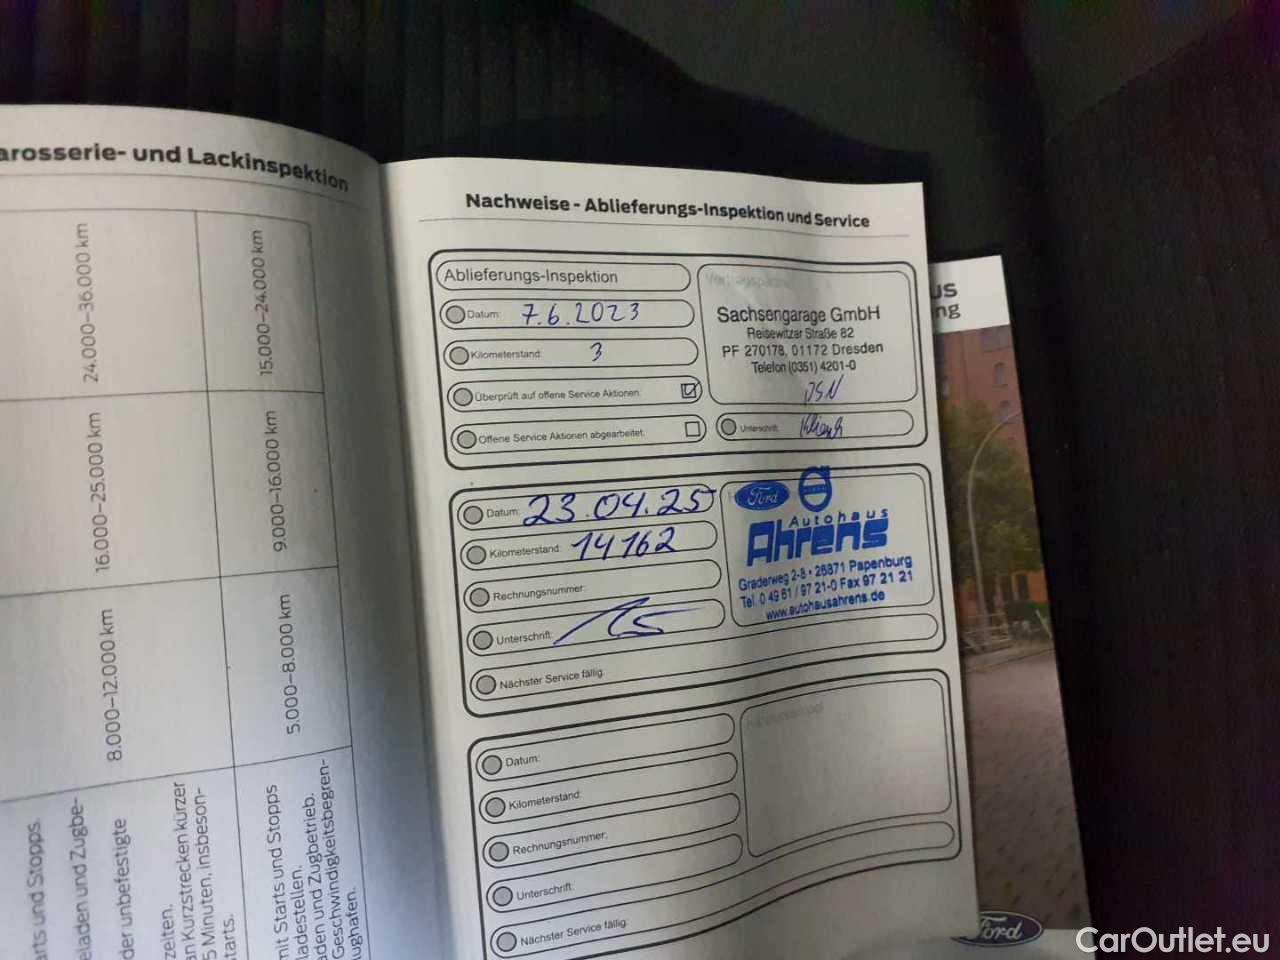 arosserie- und Lackinspektion
24.000–36.000 km
15.000–24.000 km
16.000–25.000 km
9.000–16.000 km
8.000–12.000 km
5.000–8.000 km
arts und Stopps.
eladen und Zugbe-
der unbefestigte
zeiten.
an Kurzstrecken kürzer
5 Minuten, insbeson-
starts.
mit Starts und Stopps
ladestellen.
aden und Zugbetrieb.
Geschwindigkeitsbegren-
lughafen.
Nachweise - Ablieferungs-Inspektion und Service
Ablieferungs-Inspektion
Datum: 7.6.2023
Kilometerstand: 3
Überprüft auf offene Service Aktionen:
Offene Service Aktionen abgearbeitet:
Vertragspartner
Sachsengarage GmbH
Reisewitzer Straße 82
PF 270178, 01172 Dresden
Telefon (0351) 4201-0
Unterschrift:
Datum: 23.04.25
Kilometerstand: 14162
Rechnungsnummer:
Unterschrift:
Nächster Service fällig:
Ford
Autohaus
Ahrens
Graderweg 2-8 • 26871 Papenburg
Tel. 0 49 61 / 97 21-0 Fax 97 21 21
www.autohausahrens.de
Datum:
Kilometerstand:
Rechnungsnummer:
Unterschrift:
Nächster Service fällig:
us
ng
Ford
CarOutlet.eu